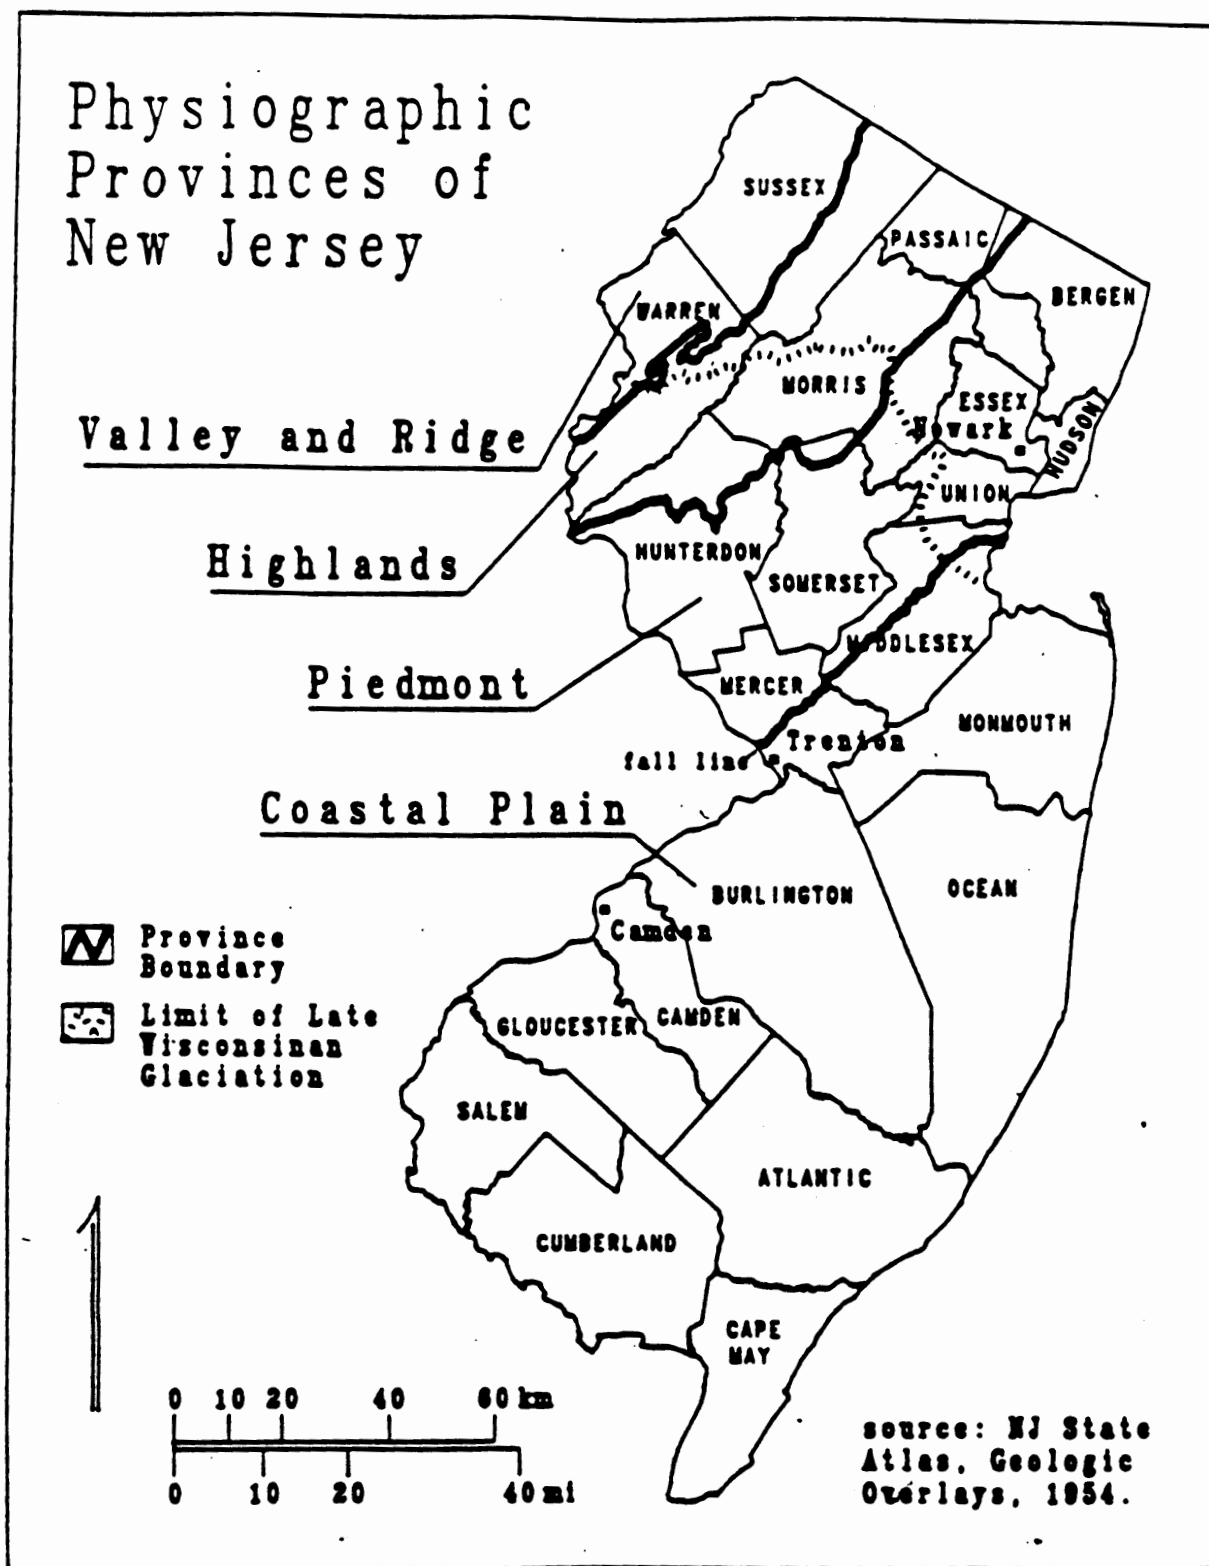 Physiographic
Provinces of
New Jersey
SUSSEX
PASSAIC
BERGEN
WARREN
MORRIS
ESSEX
Newark
HUDSON
Valley and Ridge
UNION
Highlands
HUNTERDON
SOMERSET
MIDDLESEX
Piedmont
MERCER
MONMOUTH
Trenton
fall line
Coastal Plain
BURLINGTON
OCEAN
Camden
Province
Boundary
Limit of Late
Wisconsinan
Glaciation
GLOUCESTER
CAMDEN
SALEM
ATLANTIC
CUMBERLAND
CAPE
MAY
0 10 20 40 60 km
0 10 20 40 mi
source: NJ State
Atlas, Geologic
Overlays, 1954.